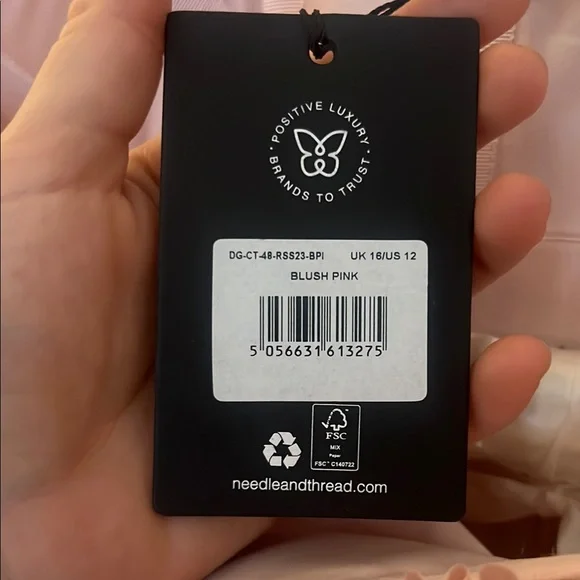 POSITIVE LUXURY
BRANDS TO TRUST
DG-CT-48-RSS23-BPI UK 16/US 12
BLUSH PINK
5 056631 613275
FSC
MIX
Paper
FSC™ C140722
needleandthread.com